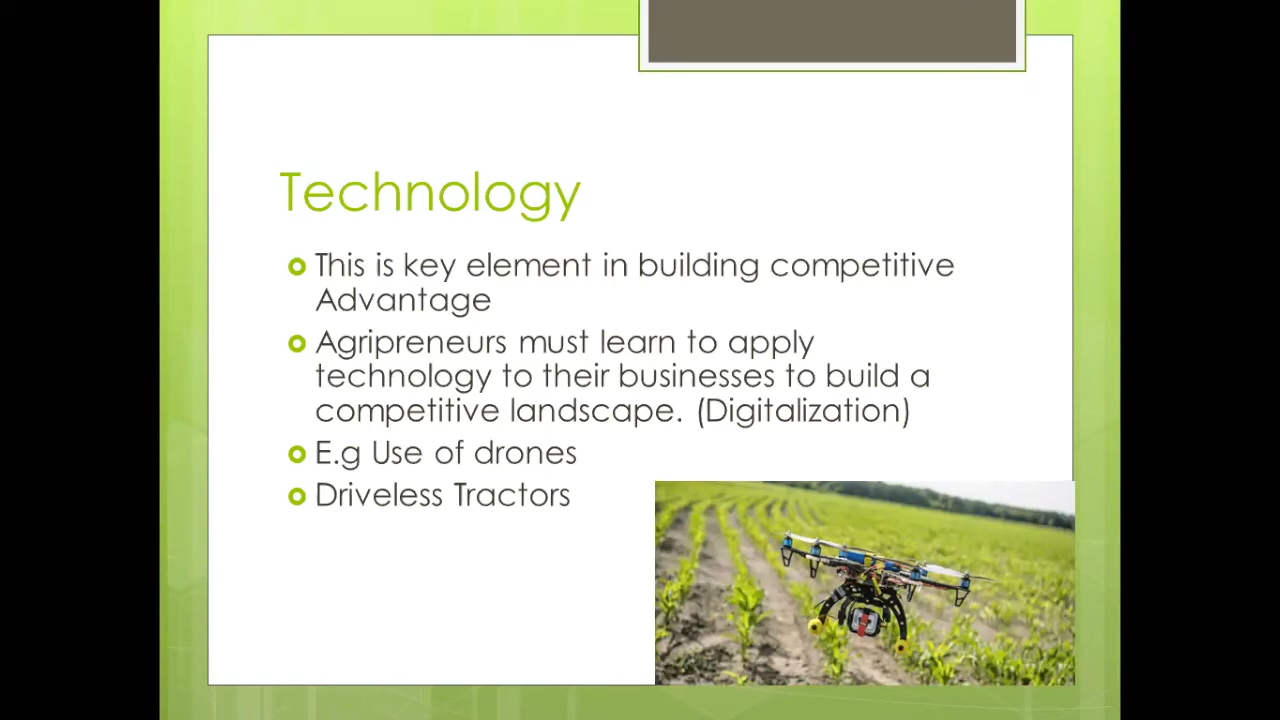 Technology
This is key element in building competitive
Advantage
Agripreneurs must learn to apply
technology to their businesses to build a
competitive landscape. (Digitalization)
E.g Use of drones
Driveless Tractors